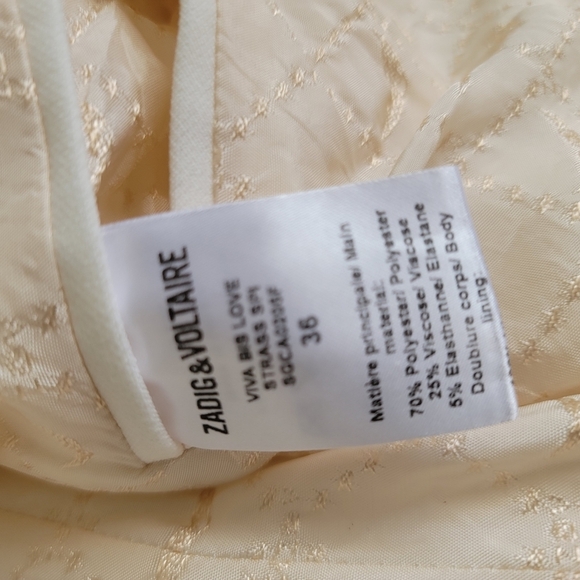 ZADIG&VOLTAIRE
VIVA BIS LOVE
STRASS SPI
36
Matière principale/ Main
material:
70% Polyester/ Polyester
25% Viscose/ Viscose
5% Elasthanne/ Elastane
Doublure corps/ Body
lining: